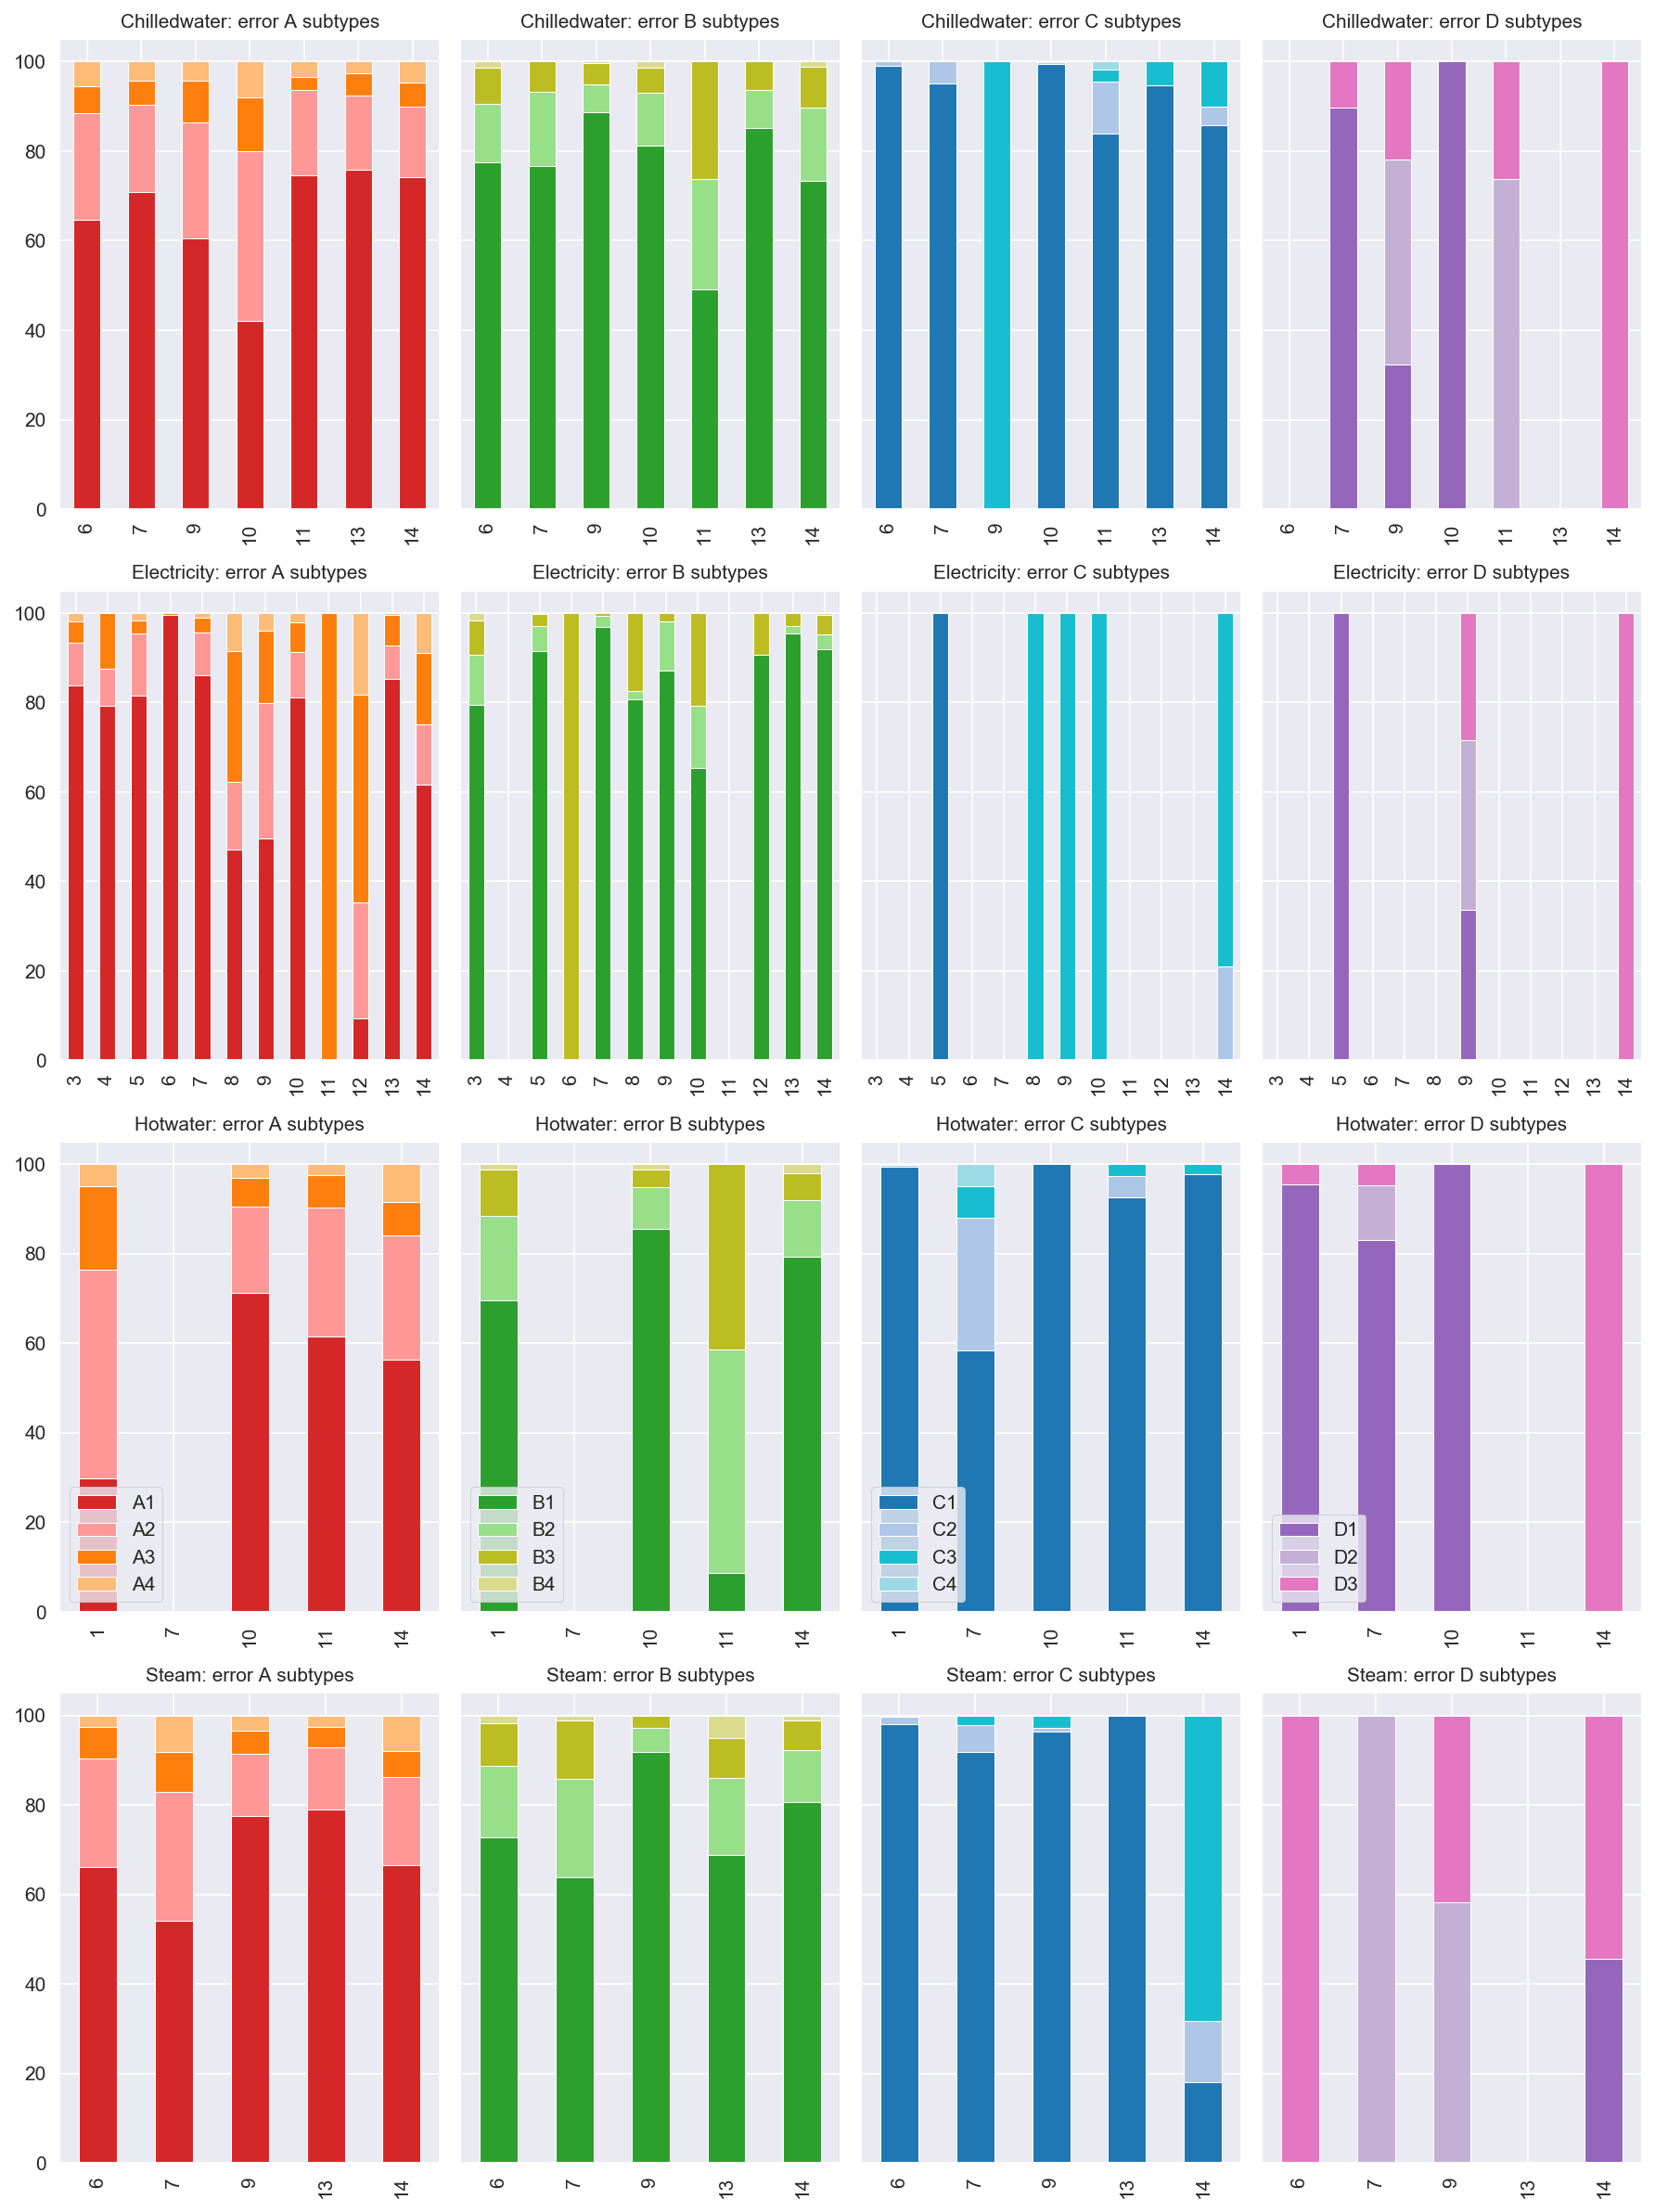 Chilledwater: error A subtypes
Chilledwater: error B subtypes
Chilledwater: error C subtypes
Chilledwater: error D subtypes
100
80
60
40
20
0
6 7 9 10 11 13 14
6 7 9 10 11 13 14
6 7 9 10 11 13 14
6 7 9 10 11 13 14
Electricity: error A subtypes
Electricity: error B subtypes
Electricity: error C subtypes
Electricity: error D subtypes
100
80
60
40
20
0
3 4 5 6 7 8 9 10 11 12 13 14
3 4 5 6 7 8 9 10 11 12 13 14
3 4 5 6 7 8 9 10 11 12 13 14
3 4 5 6 7 8 9 10 11 12 13 14
Hotwater: error A subtypes
Hotwater: error B subtypes
Hotwater: error C subtypes
Hotwater: error D subtypes
100
80
60
40
20
0
A1
A2
A3
A4
B1
B2
B3
B4
C1
C2
C3
C4
D1
D2
D3
1 7 10 11 14
1 7 10 11 14
1 7 10 11 14
1 7 10 11 14
Steam: error A subtypes
Steam: error B subtypes
Steam: error C subtypes
Steam: error D subtypes
100
80
60
40
20
0
6 7 9 13 14
6 7 9 13 14
6 7 9 13 14
6 7 9 13 14